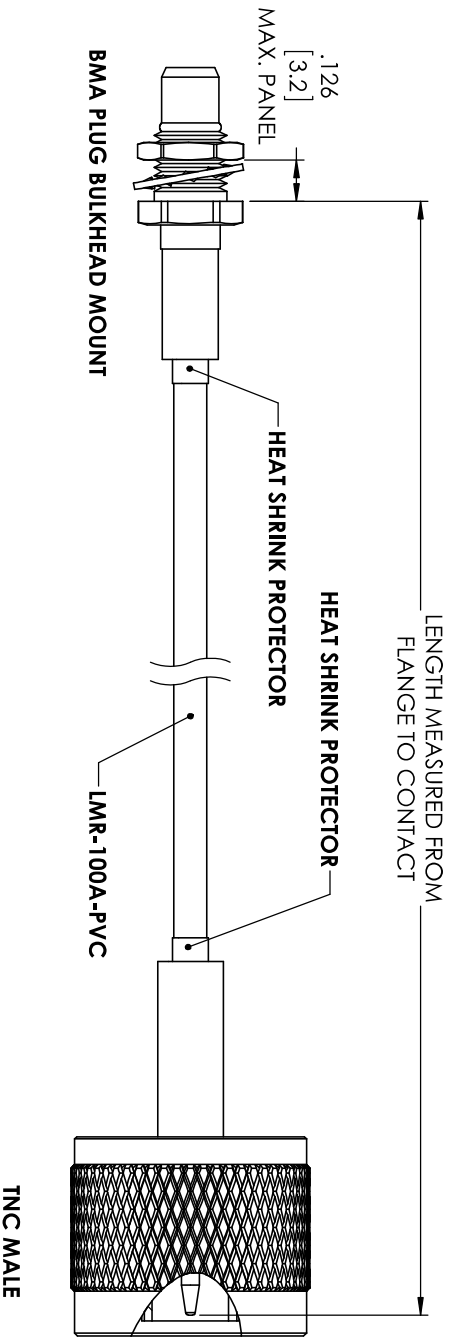 LENGTH MEASURED FROM
FLANGE TO CONTACT
.126
[3.2]
MAX. PANEL
HEAT SHRINK PROTECTOR
HEAT SHRINK PROTECTOR
BMA PLUG BULKHEAD MOUNT
LMR-100A-PVC
TNC MALE